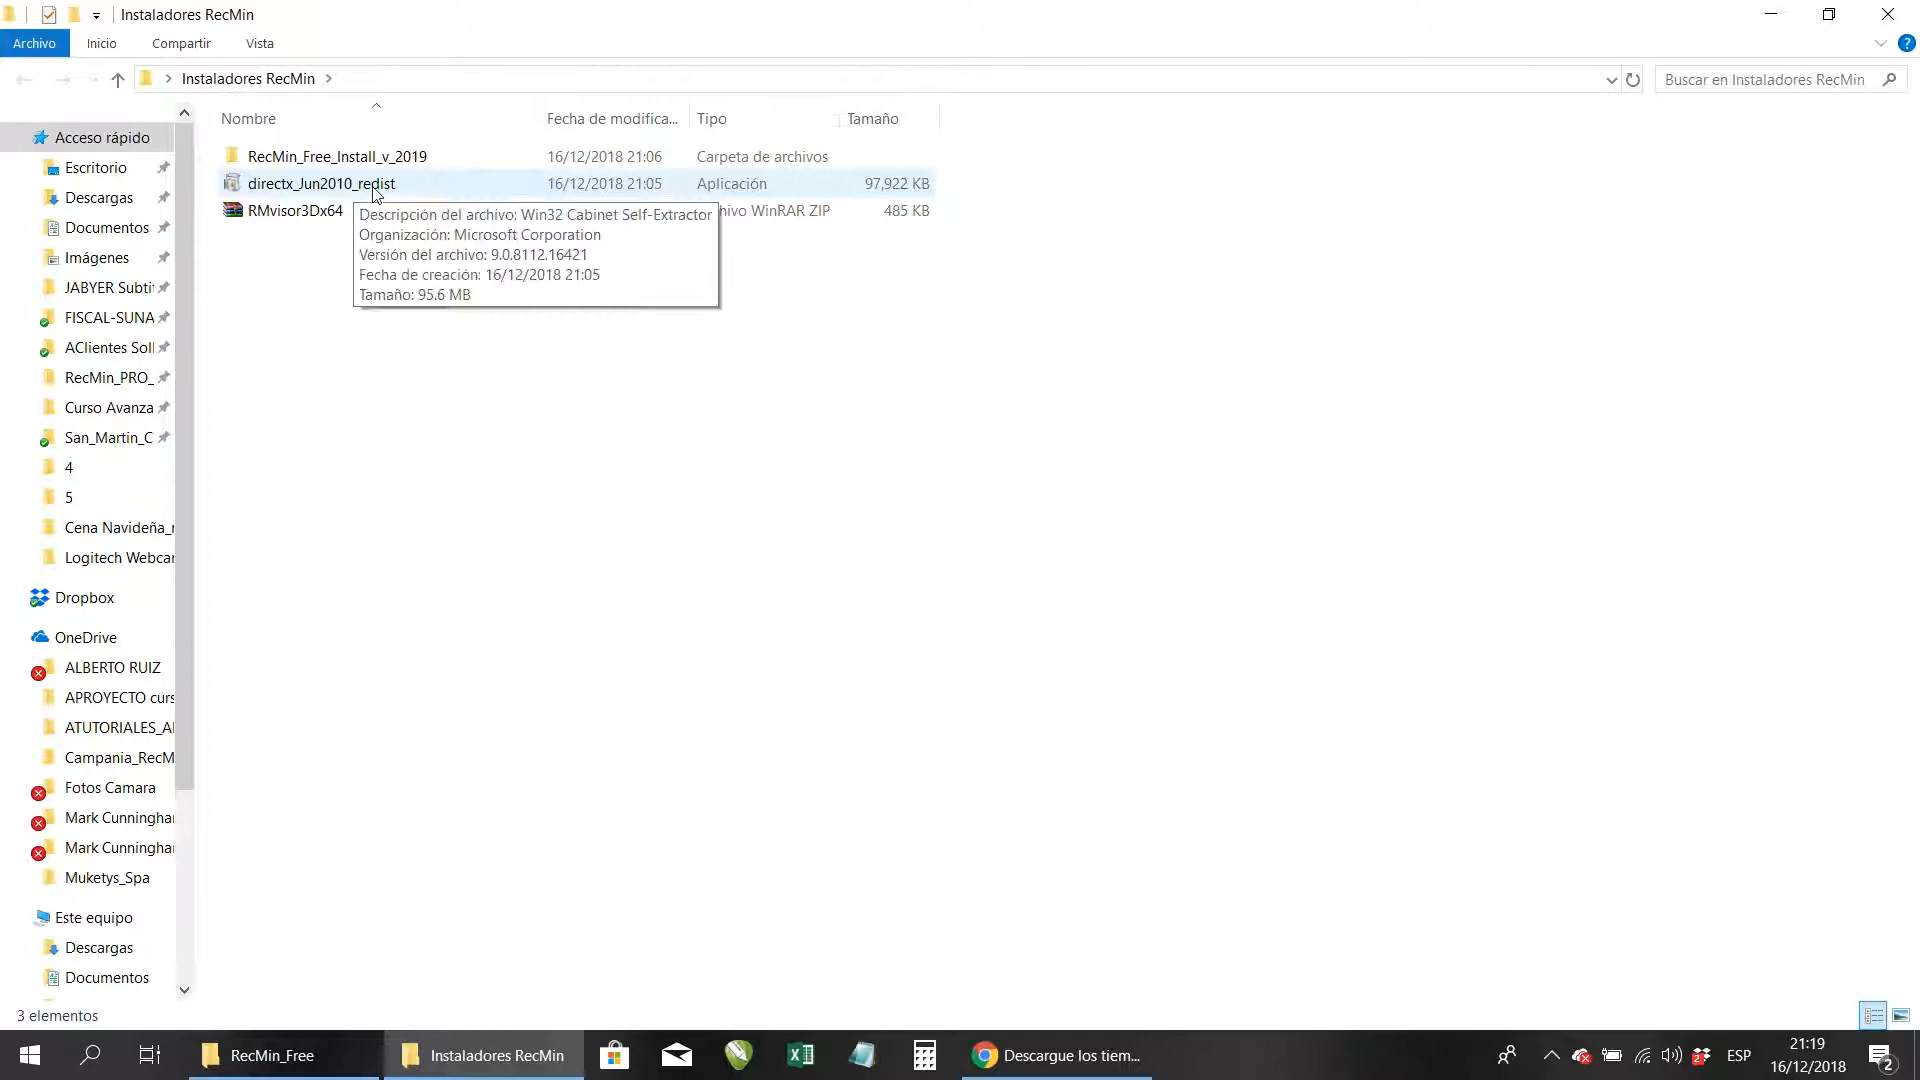 Instaladores RecMin
Archivo
Inicio
Compartir
Vista
Instaladores RecMin
Buscar en Instaladores RecMin
Nombre
Fecha de modifica...
Tipo
Tamaño
RecMin_Free_Install_v_2019
16/12/2018 21:06
Carpeta de archivos
directx_Jun2010_redist
16/12/2018 21:05
Aplicación
97,922 KB
RMvisor3Dx64
hivo WinRAR ZIP
485 KB
Descripción del archivo: Win32 Cabinet Self-Extractor
Organización: Microsoft Corporation
Versión del archivo: 9.0.8112.16421
Fecha de creación: 16/12/2018 21:05
Tamaño: 95.6 MB
Acceso rápido
Escritorio
Descargas
Documentos
Imágenes
JABYER Subti
FISCAL-SUNA
AClientes Soll
RecMin_PRO_
Curso Avanza
San_Martin_C
4
5
Cena Navideña_r
Logitech Webcar
Dropbox
OneDrive
ALBERTO RUIZ
APROYECTO curs
ATUTORIALES_Al
Campania_RecM
Fotos Camara
Mark Cunninghar
Mark Cunninghar
Muketys_Spa
Este equipo
Descargas
Documentos
3 elementos
RecMin_Free
Instaladores RecMin
Descargue los tiem...
ESP
21:19
16/12/2018
2